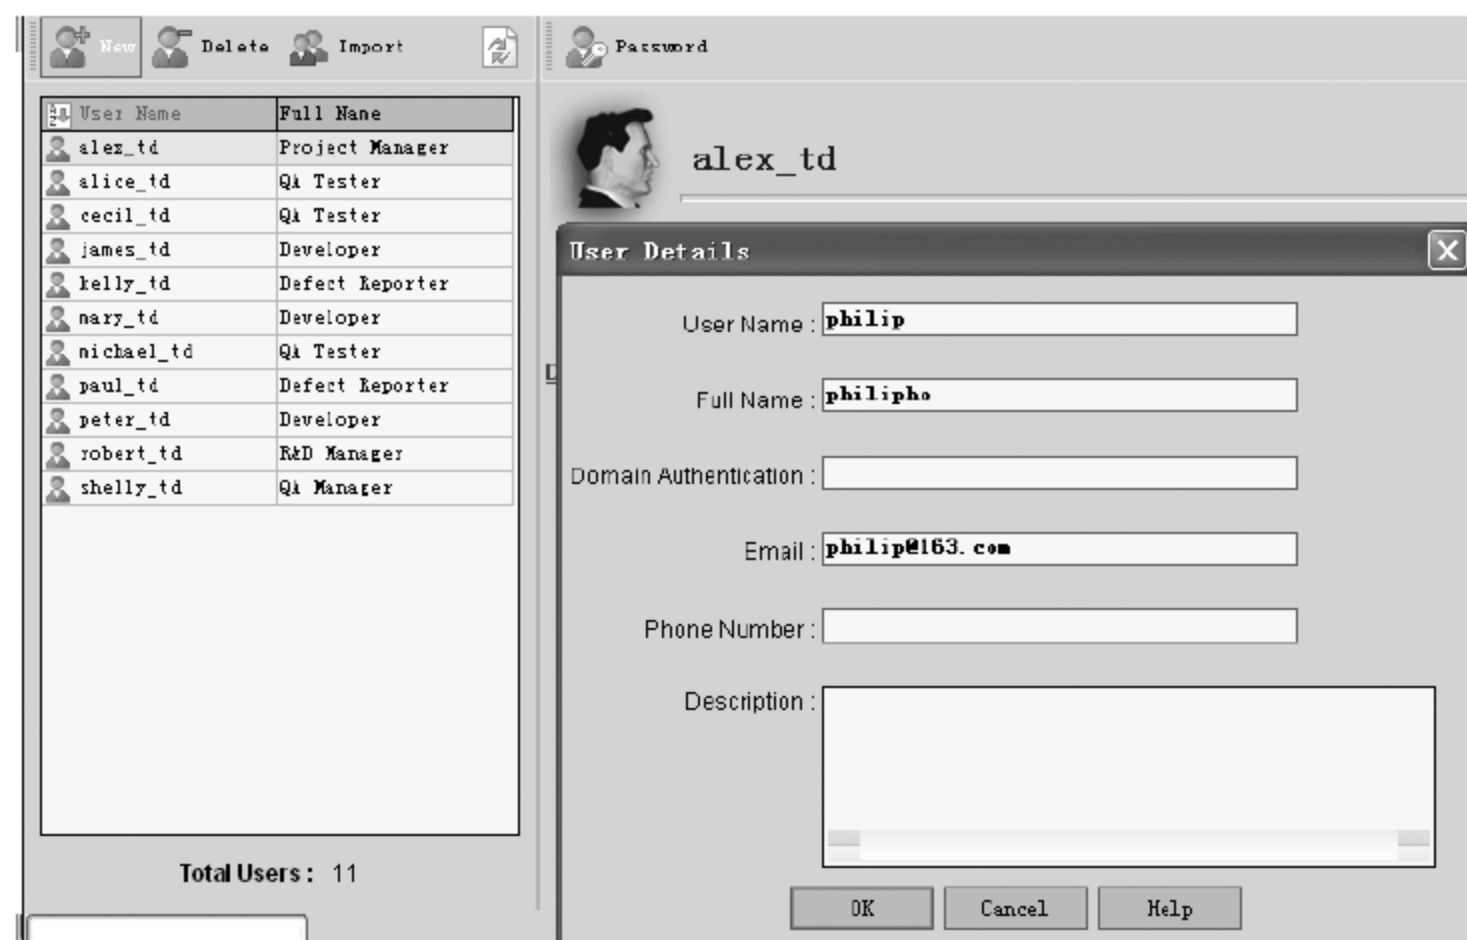 New Delete Import
User Name Full Name
alex_td Project Manager
alice_td QA Tester
cecil_td QA Tester
james_td Developer
kelly_td Defect Reporter
mary_td Developer
michael_td QA Tester
paul_td Defect Reporter
peter_td Developer
robert_td R&D Manager
shelly_td QA Manager
Total Users : 11
Password
alex_td
D
User Details
User Name : philip
Full Name : philipho
Domain Authentication :
Email : philip@163.com
Phone Number :
Description :
OK Cancel Help